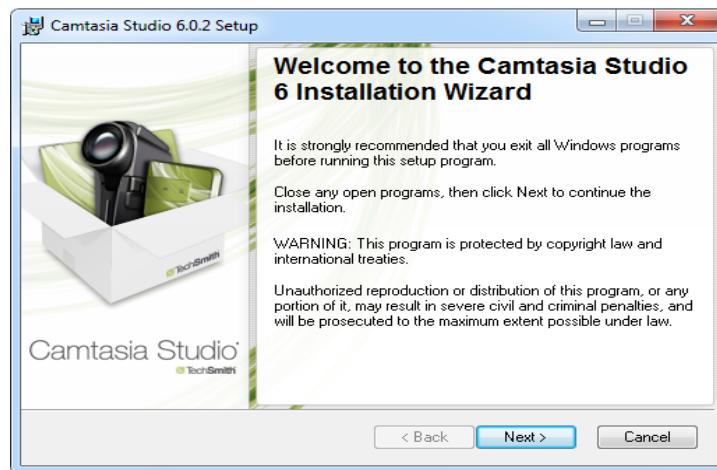 Camtasia Studio 6.0.2 Setup
Welcome to the Camtasia Studio
6 Installation Wizard
It is strongly recommended that you exit all Windows programs
before running this setup program.
Close any open programs, then click Next to continue the
installation.
WARNING: This program is protected by copyright law and
international treaties.
Unauthorized reproduction or distribution of this program, or any
portion of it, may result in severe civil and criminal penalties, and
will be prosecuted to the maximum extent possible under law.
TechSmith
Camtasia Studio
TechSmith
< Back
Next >
Cancel